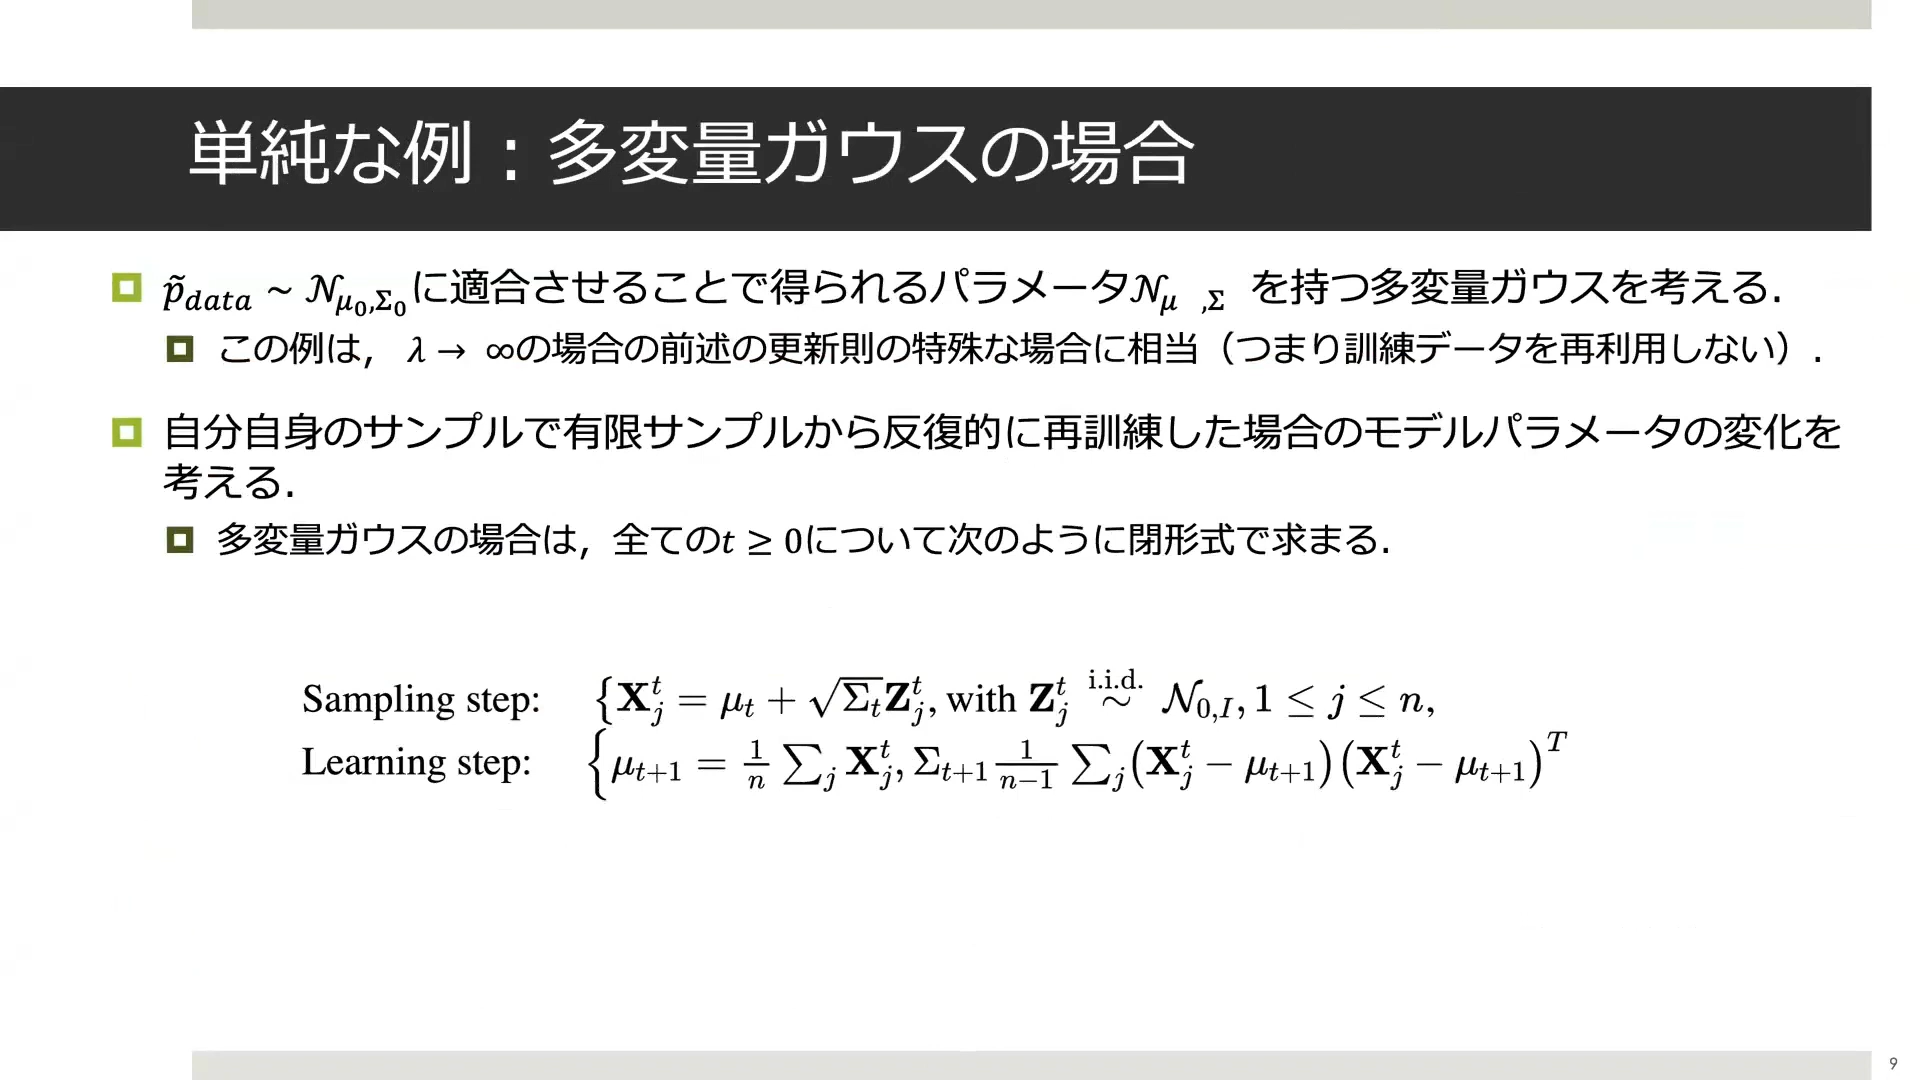 単純な例：多変量ガウスの場合
p̃_data ~ 𝒩_{μ₀,Σ₀}に適合させることで得られるパラメータ𝒩_{μ ,Σ} を持つ多変量ガウスを考える．
この例は， λ → ∞の場合の前述の更新則の特殊な場合に相当（つまり訓練データを再利用しない）．
自分自身のサンプルで有限サンプルから反復的に再訓練した場合のモデルパラメータの変化を
考える．
多変量ガウスの場合は，全てのt ≥ 0について次のように閉形式で求まる．
Sampling step: {X_j^t = μ_t + √Σ_t Z_j^t, with Z_j^t i.i.d. ~ 𝒩_{0,I}, 1 ≤ j ≤ n,
Learning step: {μ_{t+1} = 1/n ∑_j X_j^t, Σ_{t+1} 1/(n−1) ∑_j (X_j^t − μ_{t+1})(X_j^t − μ_{t+1})^T
9